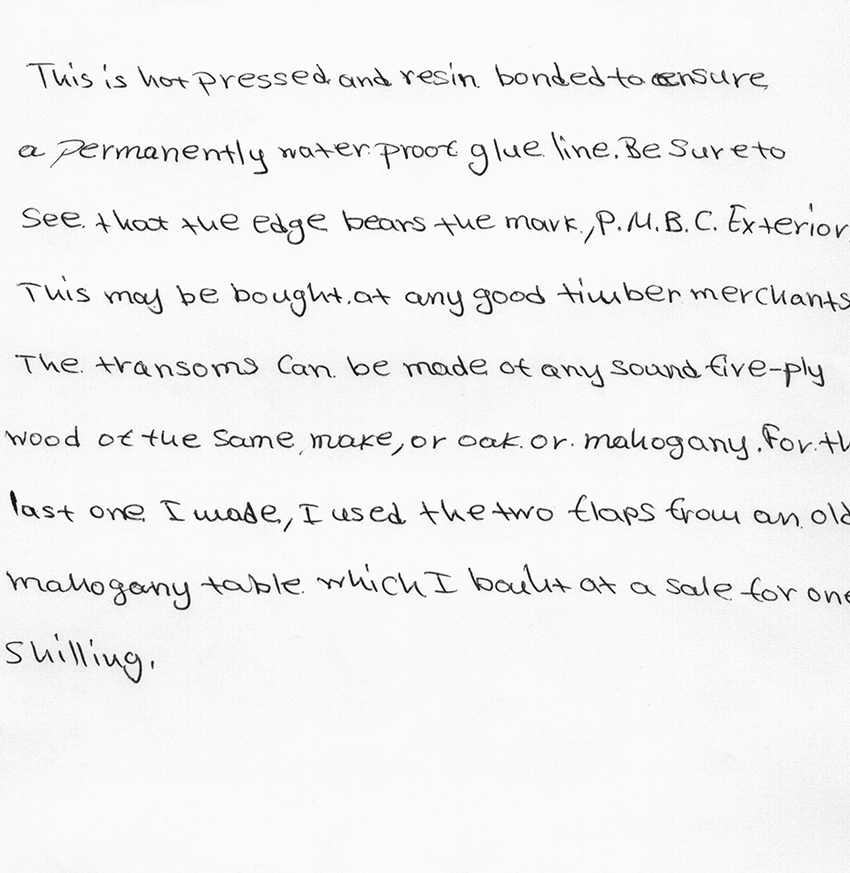 This is hot pressed and resin bonded to ensure
a permanently water proof glue line. Be sure to
see that the edge bears the mark, P.M.B.C. Exterior
This may be bought at any good timber merchants
The transoms can be made of any sound five-ply
wood of the same make, or oak or mahogany. For th
last one I made, I used the two flaps from an old
mahogany table which I bouht at a sale for one
shilling.